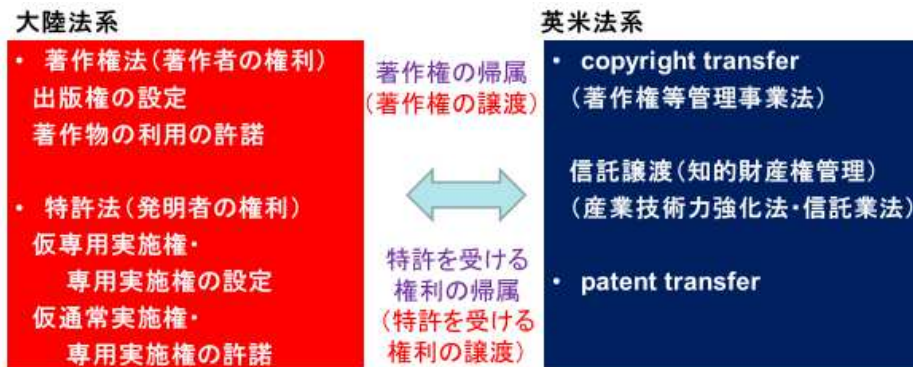 大陸法系
• 著作権法(著作者の権利)
出版権の設定
著作物の利用の許諾
• 特許法(発明者の権利)
仮専用実施権・
専用実施権の設定
仮通常実施権・
専用実施権の許諾
著作権の帰属
(著作権の譲渡)
特許を受ける
権利の帰属
(特許を受ける
権利の譲渡)
英米法系
• copyright transfer
(著作権等管理事業法)
信託譲渡(知的財産権管理)
(産業技術力強化法・信託業法)
• patent transfer